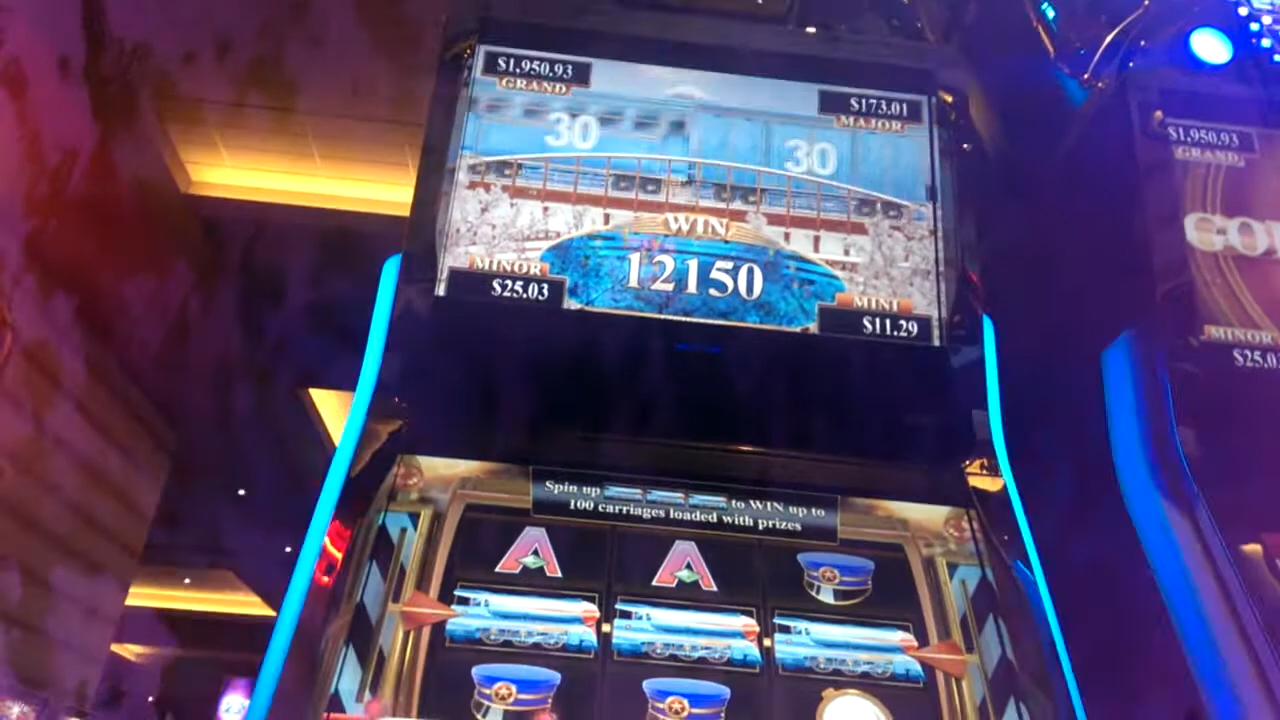 $1,950.93
GRAND
$173.01
MAJOR
30
30
WIN
12150
MINOR
$25.03
MINI
$11.29
Spin up to WIN up to
100 carriages loaded with prizes
A
A
$1,950.93
GRAND
MINOR